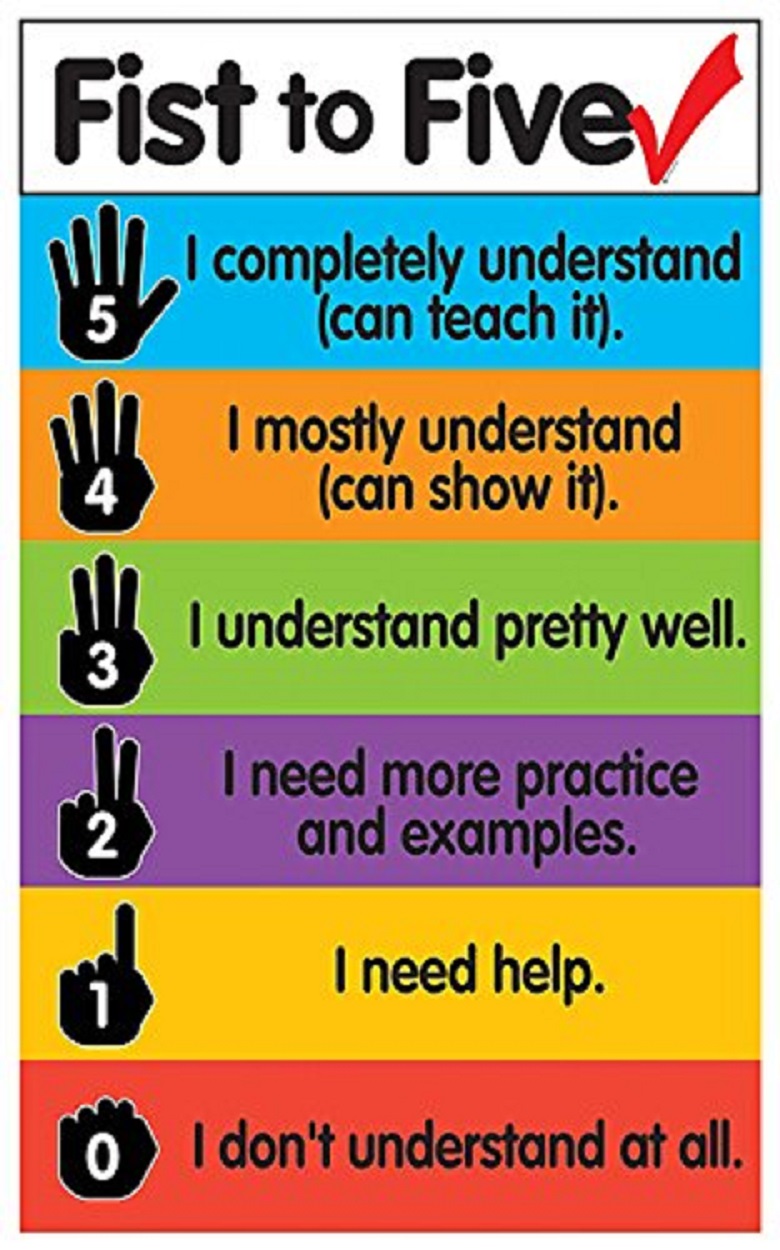 Fist to Five
5
I completely understand
(can teach it).
4
I mostly understand
(can show it).
3
I understand pretty well.
2
I need more practice
and examples.
1
I need help.
0
I don't understand at all.